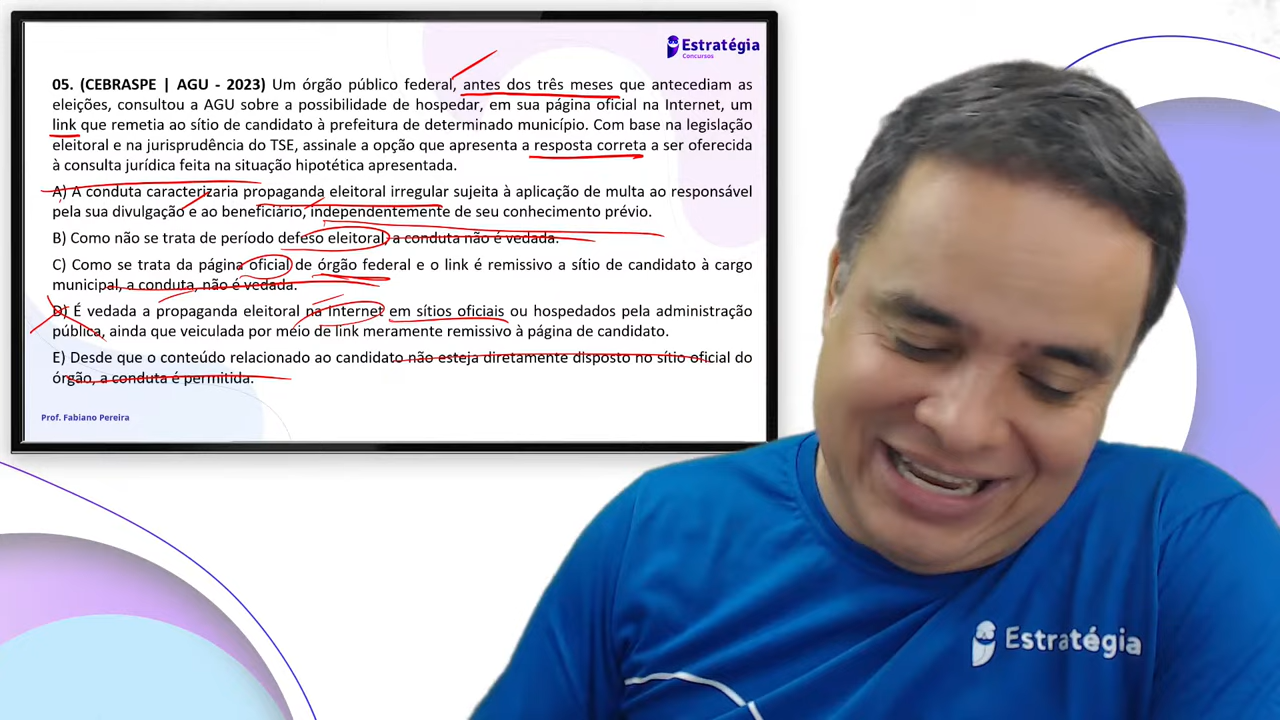 Estratégia
Concursos
05. (CEBRASPE | AGU - 2023) Um órgão público federal, antes dos três meses que antecediam as
eleições, consultou a AGU sobre a possibilidade de hospedar, em sua página oficial na Internet, um
link que remetia ao sítio de candidato à prefeitura de determinado município. Com base na legislação
eleitoral e na jurisprudência do TSE, assinale a opção que apresenta a resposta correta a ser oferecida
à consulta jurídica feita na situação hipotética apresentada.
A) A conduta caracterizaria propaganda eleitoral irregular sujeita à aplicação de multa ao responsável
pela sua divulgação e ao beneficiário, independentemente de seu conhecimento prévio.
B) Como não se trata de período defeso eleitoral, a conduta não é vedada.
C) Como se trata da página oficial de órgão federal e o link é remissivo a sítio de candidato à cargo
municipal, a conduta, não é vedada.
D) É vedada a propaganda eleitoral na Internet em sítios oficiais ou hospedados pela administração
pública, ainda que veiculada por meio de link meramente remissivo à página de candidato.
E) Desde que o conteúdo relacionado ao candidato não esteja diretamente disposto no sítio oficial do
órgão, a conduta é permitida.
Prof. Fabiano Pereira
Estratégia